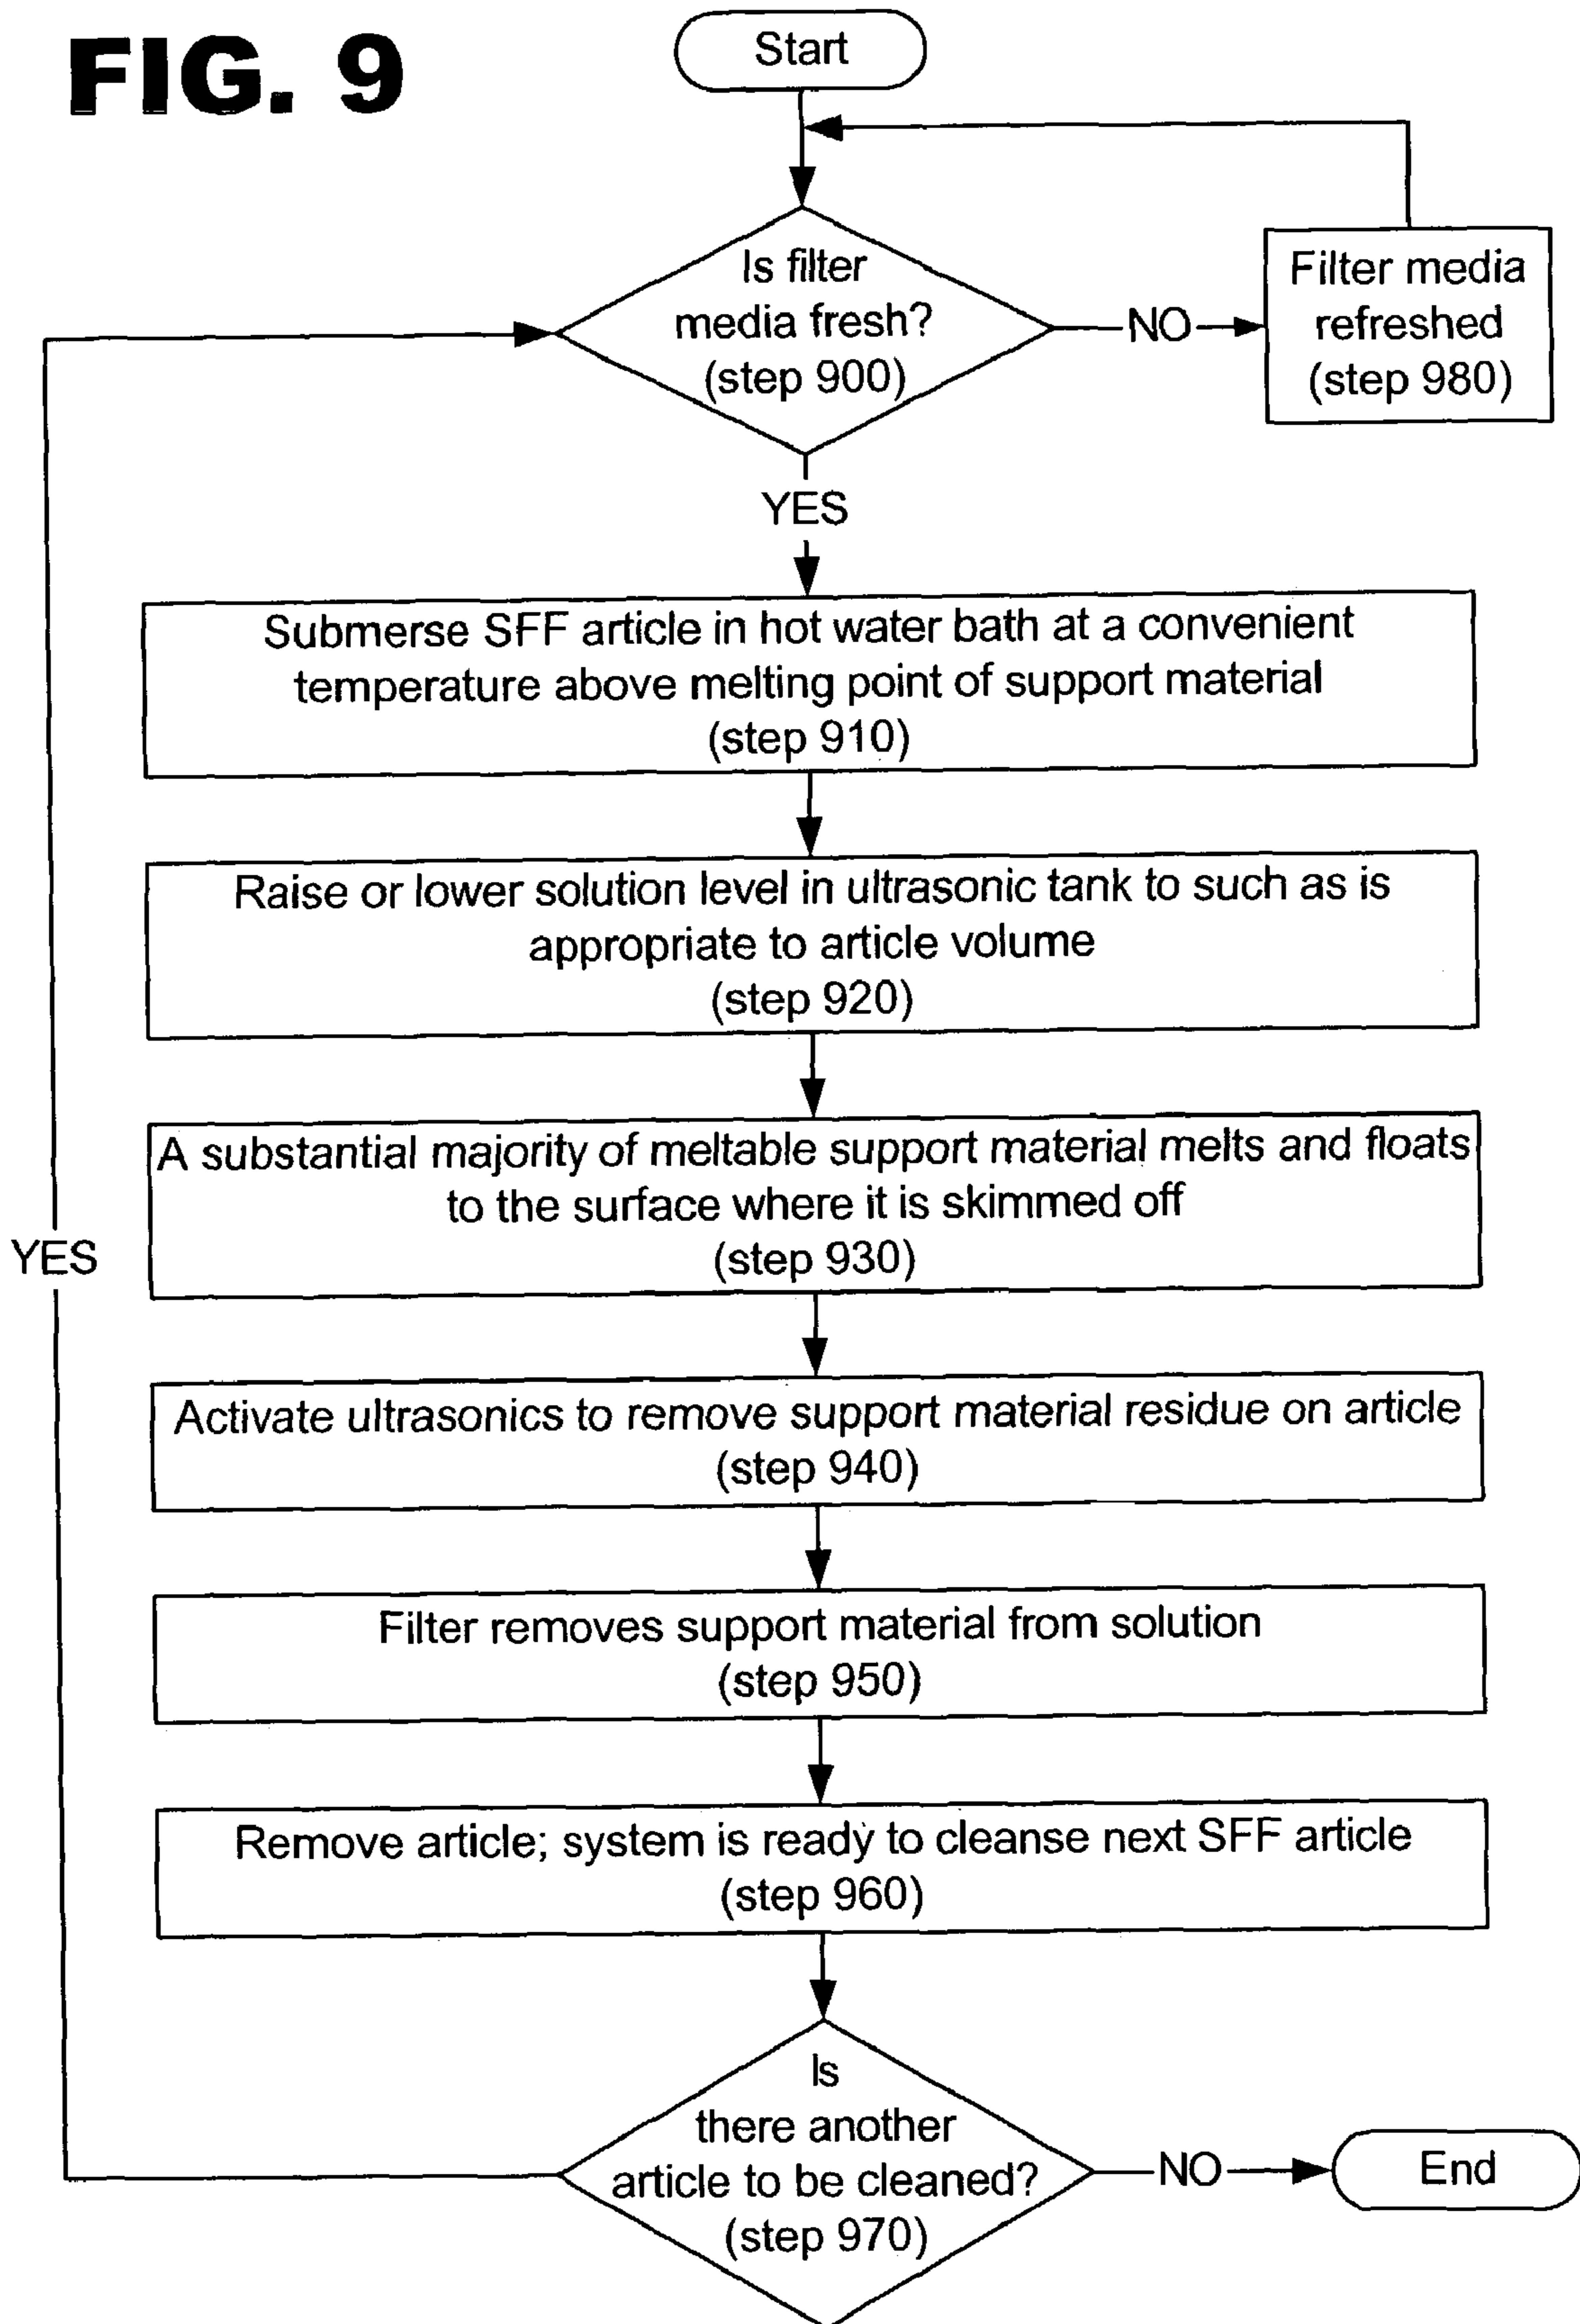 FIG. 9
Start
Is filter
media fresh?
(step 900)
NO
Filter media
refreshed
(step 980)
YES
Submerse SFF article in hot water bath at a convenient
temperature above melting point of support material
(step 910)
Raise or lower solution level in ultrasonic tank to such as is
appropriate to article volume
(step 920)
A substantial majority of meltable support material melts and floats
to the surface where it is skimmed off
(step 930)
YES
Activate ultrasonics to remove support material residue on article
(step 940)
Filter removes support material from solution
(step 950)
Remove article; system is ready to cleanse next SFF article
(step 960)
Is
there another
article to be cleaned?
(step 970)
NO
End